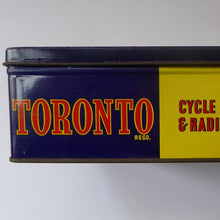 TORONTO
REGD.
CYCLE
& RADI